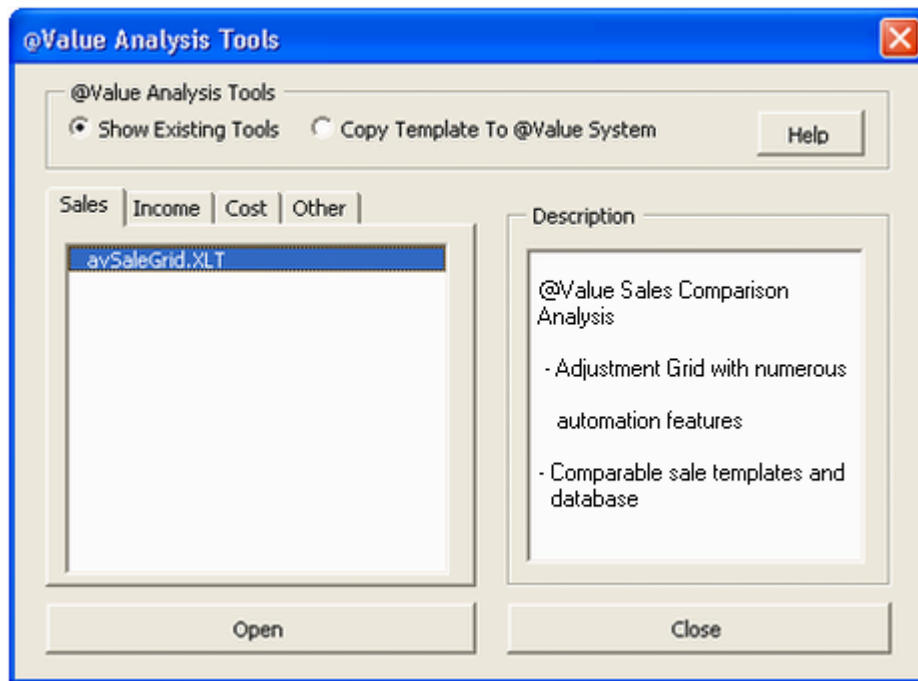 @Value Analysis Tools
@Value Analysis Tools
Show Existing Tools
Copy Template To @Value System
Help
Sales
Income
Cost
Other
avSaleGrid.XLT
Description
@Value Sales Comparison
Analysis
- Adjustment Grid with numerous
automation features
- Comparable sale templates and
database
Open
Close